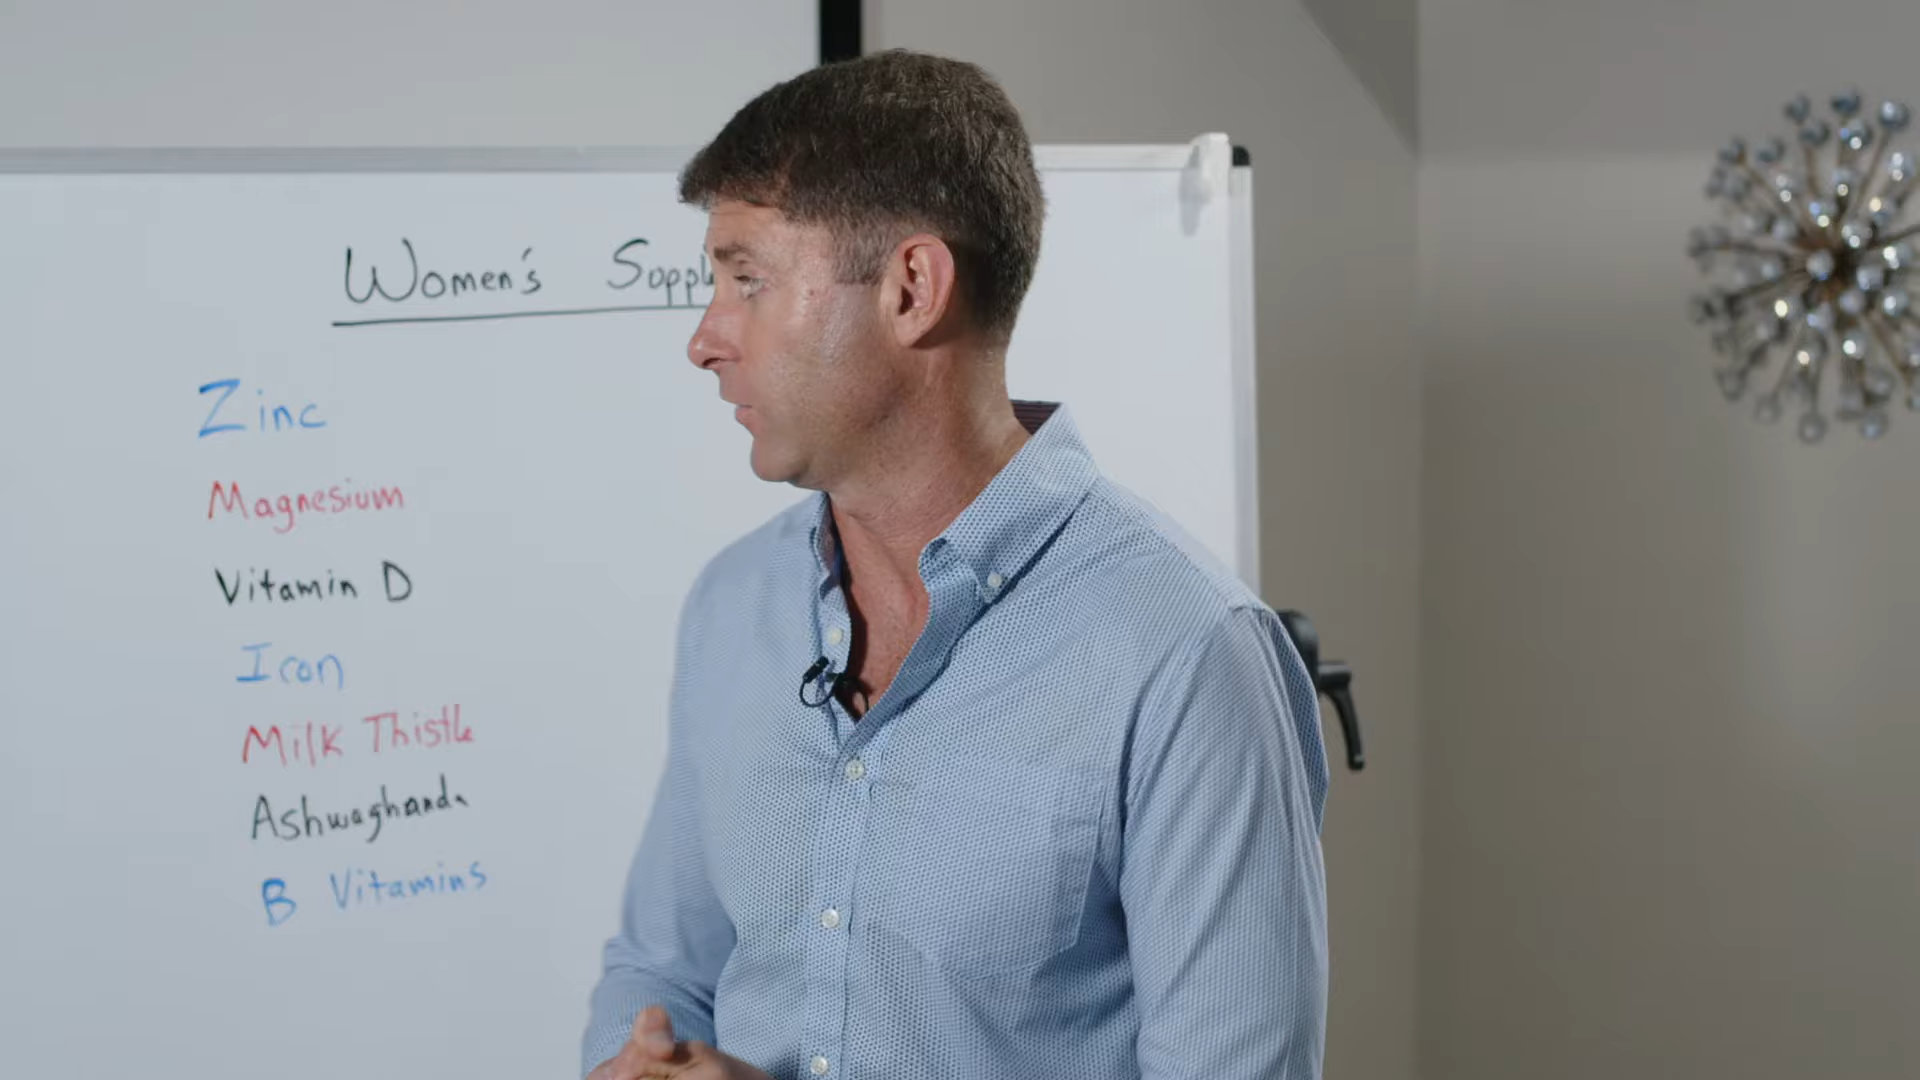 Women's Suppl
Zinc
Magnesium
Vitamin D
Iron
Milk Thistle
Ashwaghanda
B Vitamins